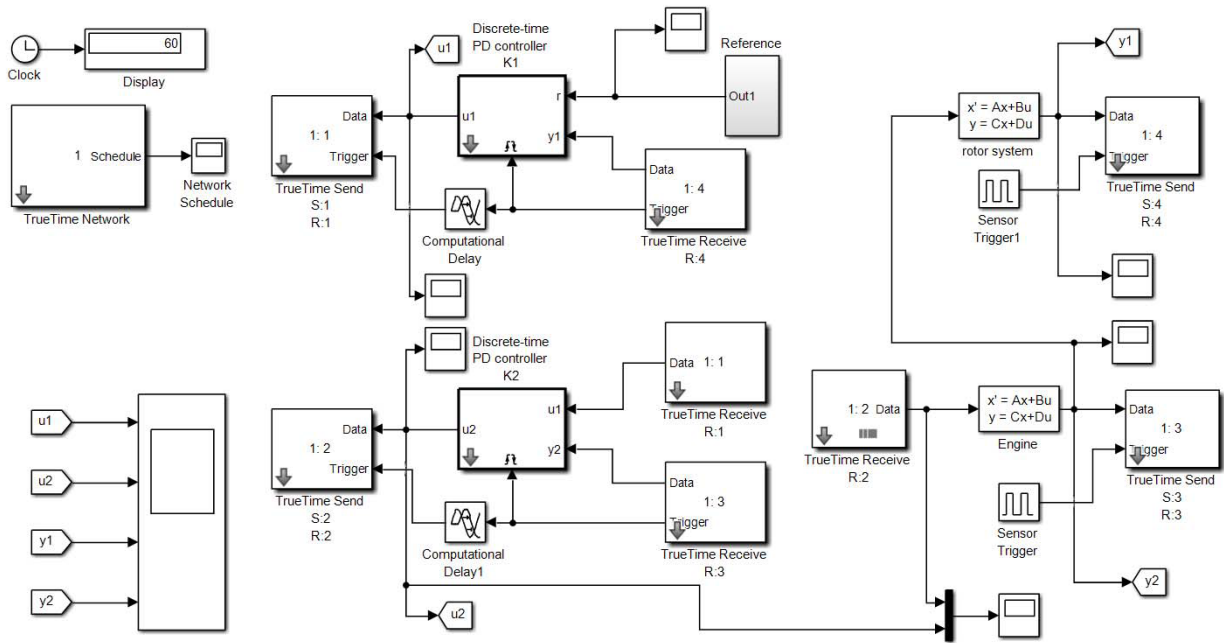 60
Clock
Display
1
Schedule
TrueTime Network
Network
Schedule
u1
Discrete-time
PD controller
K1
Data
1: 1
Trigger
TrueTime Send
S:1
R:1
u1
r
y1
Reference
Out1
Data
1: 4
Trigger
TrueTime Receive
R:4
Computational
Delay
y1
x' = Ax+Bu
y = Cx+Du
rotor system
Data
1: 4
Trigger
TrueTime Send
S:4
R:4
Sensor
Trigger1
Discrete-time
PD controller
K2
Data
1: 2
Trigger
TrueTime Send
S:2
R:2
u2
u1
y2
Data
1: 1
TrueTime Receive
R:1
Data
1: 3
Trigger
TrueTime Receive
R:3
Computational
Delay1
u2
1: 2
Data
TrueTime Receive
R:2
x' = Ax+Bu
y = Cx+Du
Engine
Data
1: 3
Trigger
TrueTime Send
S:3
R:3
Sensor
Trigger
y2
u1
u2
y1
y2